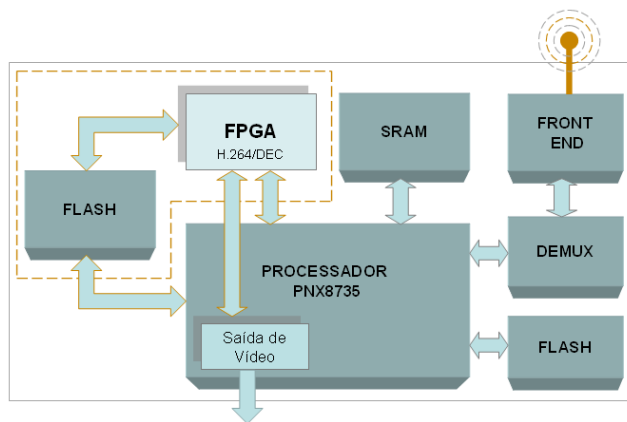 FPGA
H.264/DEC
SRAM
FRONT
END
FLASH
DEMUX
PROCESSADOR
PNX8735
Saída de
Vídeo
FLASH